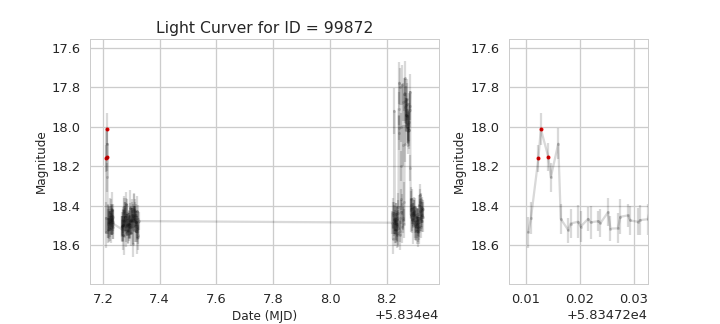 Light Curver for ID = 99872
17.6
17.8
18.0
18.2
18.4
18.6
Magnitude
7.2 7.4 7.6 7.8 8.0 8.2
Date (MJD)
+5.834e4
17.6
17.8
18.0
18.2
18.4
18.6
Magnitude
0.01 0.02 0.03
+5.83472e4